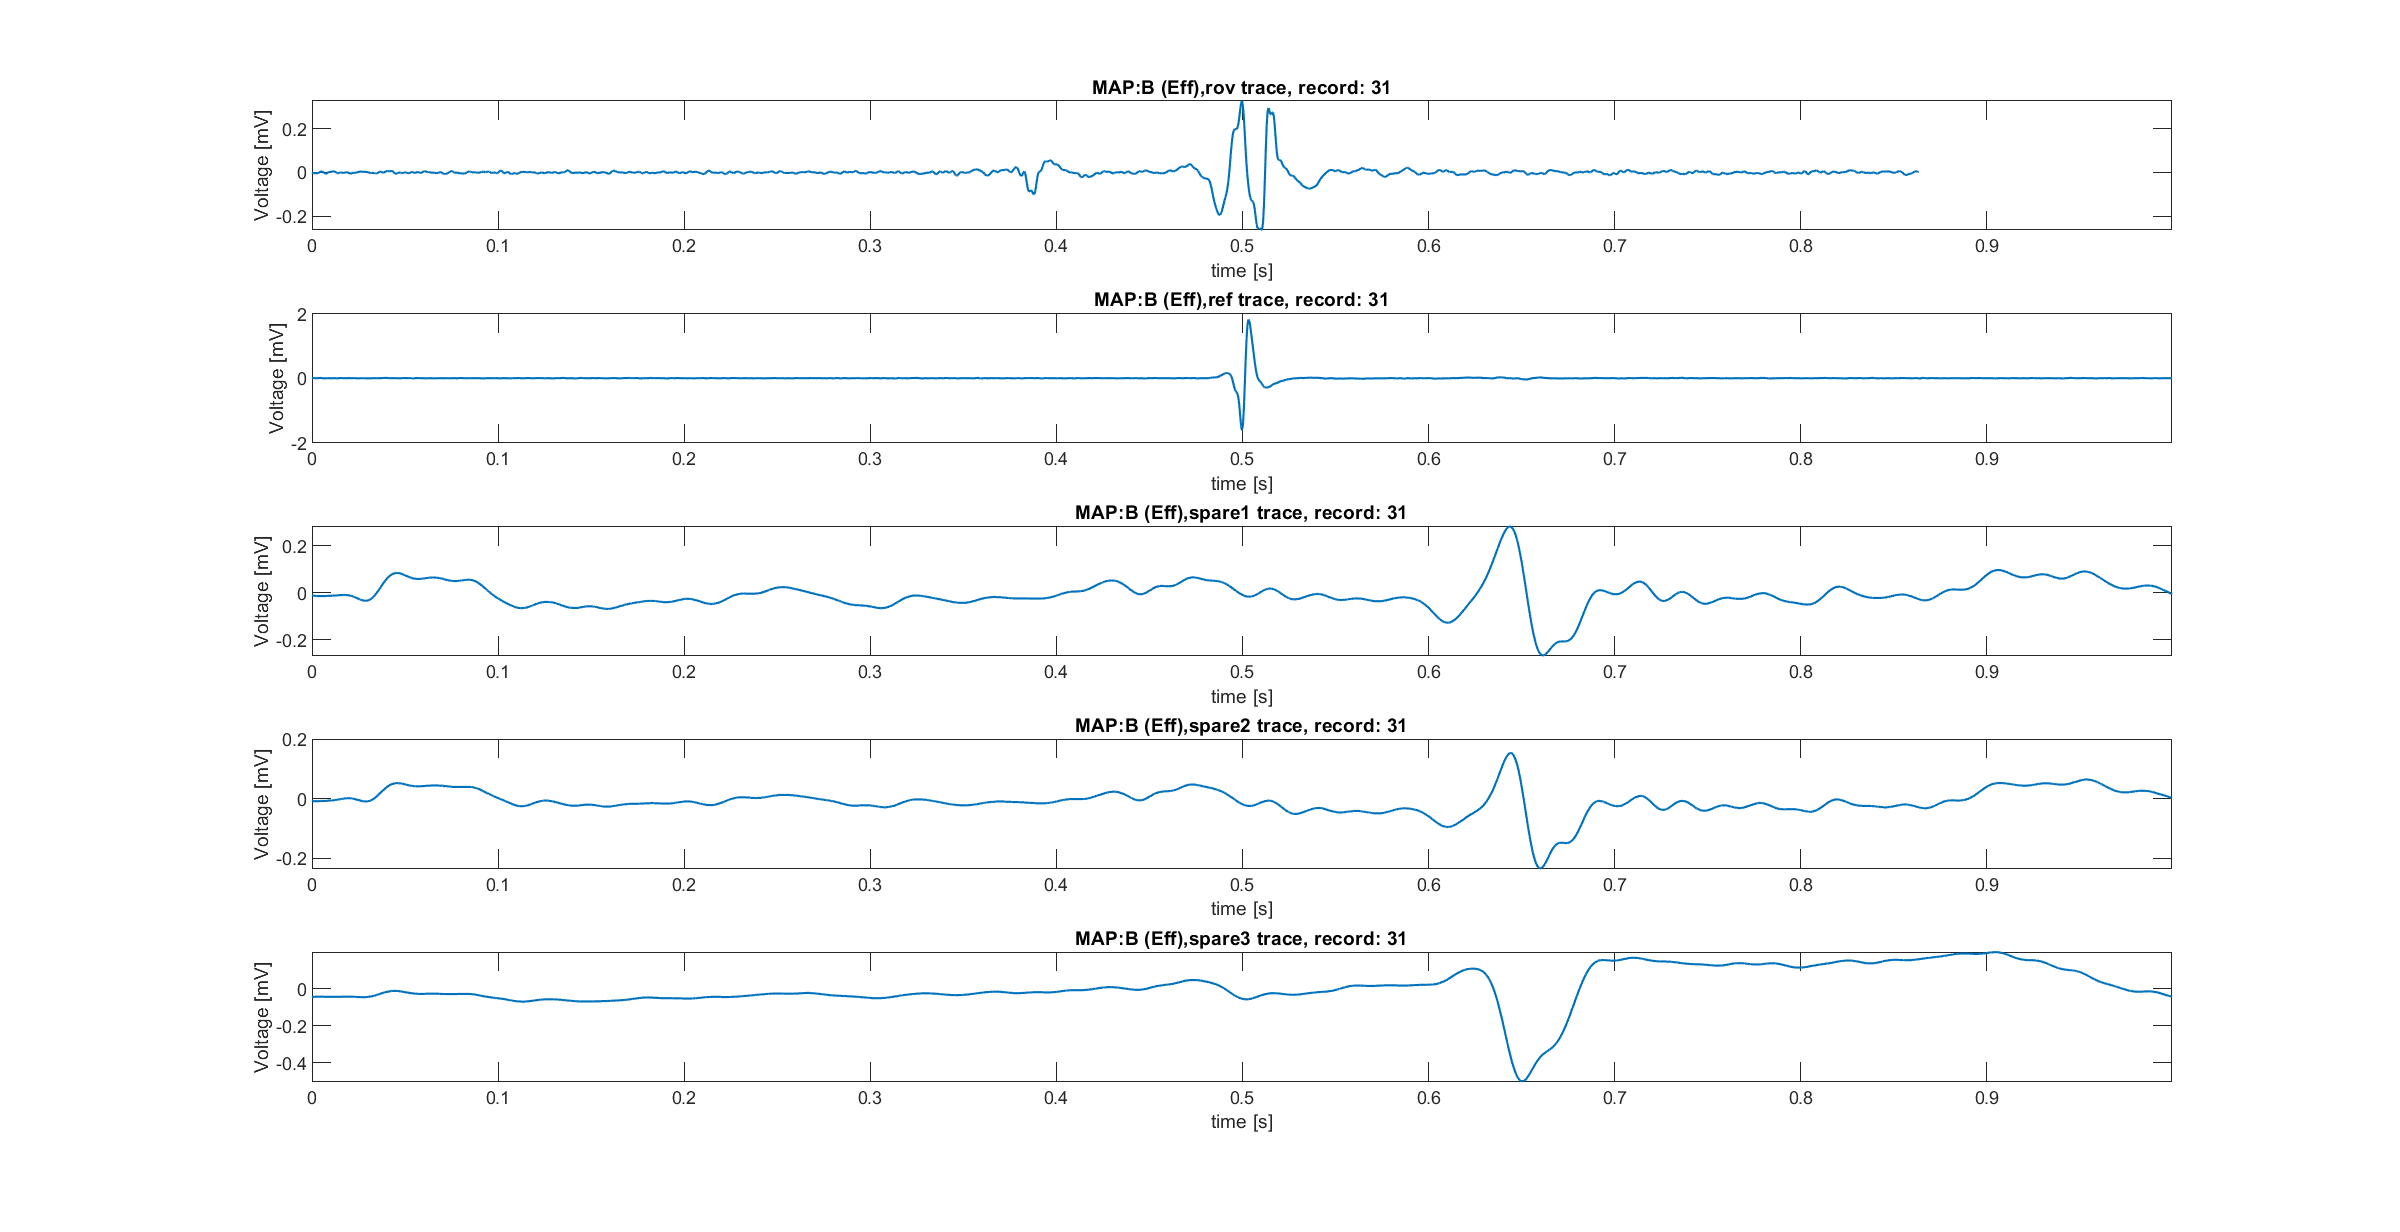 MAP:B (Eff),rov trace, record: 31
Voltage [mV]
0.2
0
-0.2
0 0.1 0.2 0.3 0.4 0.5 0.6 0.7 0.8 0.9
time [s]
MAP:B (Eff),ref trace, record: 31
Voltage [mV]
2
0
-2
0 0.1 0.2 0.3 0.4 0.5 0.6 0.7 0.8 0.9
time [s]
MAP:B (Eff),spare1 trace, record: 31
Voltage [mV]
0.2
0
-0.2
0 0.1 0.2 0.3 0.4 0.5 0.6 0.7 0.8 0.9
time [s]
MAP:B (Eff),spare2 trace, record: 31
Voltage [mV]
0.2
0
-0.2
0 0.1 0.2 0.3 0.4 0.5 0.6 0.7 0.8 0.9
time [s]
MAP:B (Eff),spare3 trace, record: 31
Voltage [mV]
0
-0.2
-0.4
0 0.1 0.2 0.3 0.4 0.5 0.6 0.7 0.8 0.9
time [s]